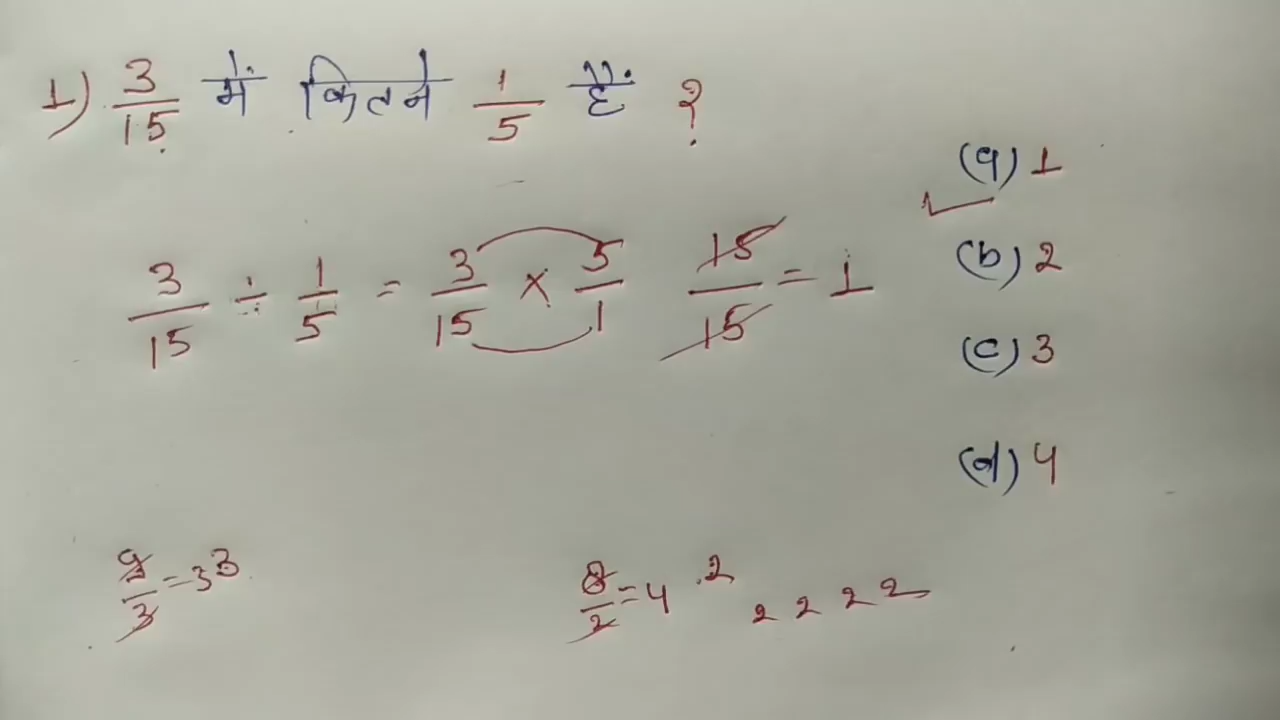 1) 3/15 में कितने 1/5 हैं ?
(a) 1
3/15 ÷ 1/5 = 3/15 × 5/1 15/15 = 1
(b) 2
(c) 3
(d) 4
9/3 = 3 3
8/2 = 4 2 2 2 2 2